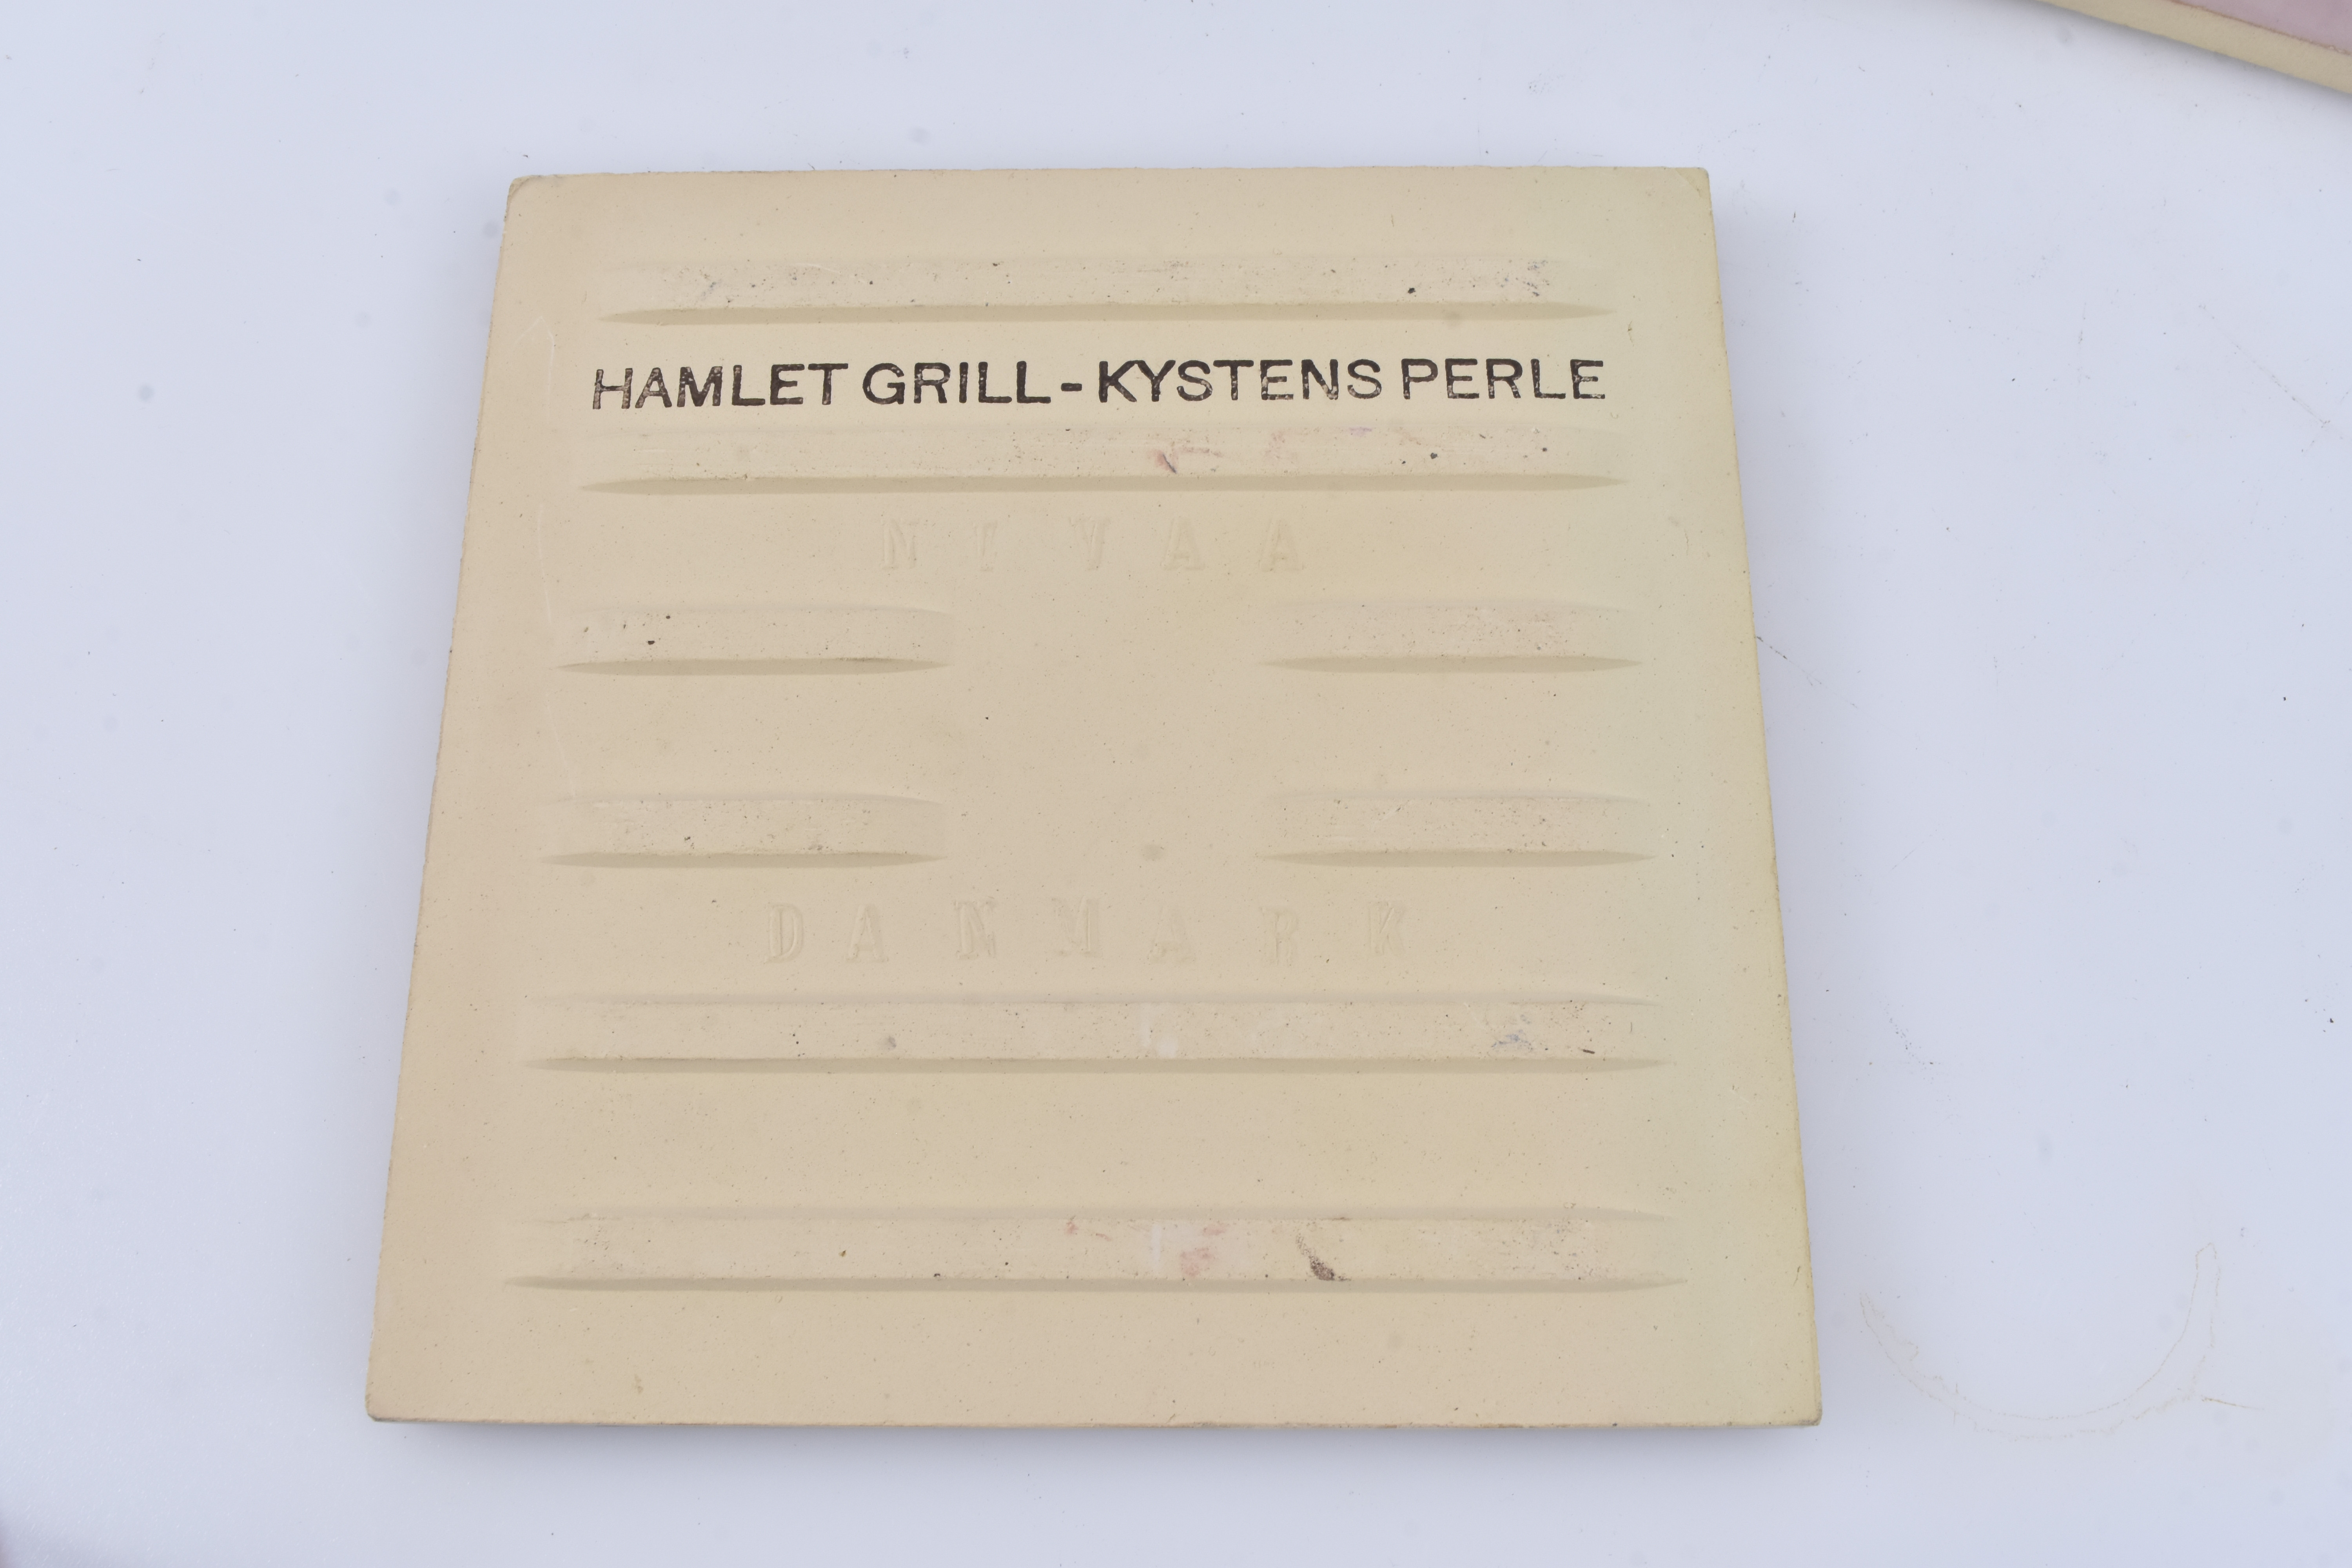 HAMLET GRILL - KYSTENS PERLE
NIVAA
DANMARK